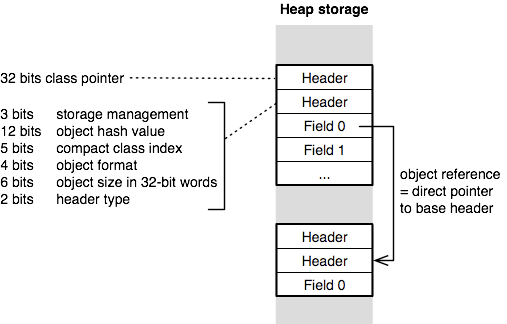 Heap storage
32 bits class pointer
Header
3 bits storage management
12 bits object hash value
5 bits compact class index
4 bits object format
6 bits object size in 32-bit words
2 bits header type
Header
Field 0
Field 1
...
object reference
= direct pointer
to base header
Header
Header
Field 0